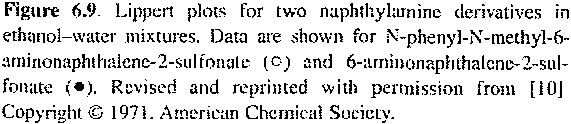 Figure 6.9. Lippert plots for two naphthylamine derivatives in
ethanol–water mixtures. Data are shown for N-phenyl-N-methyl-6-
aminonaphthalene-2-sulfonate (○) and 6-aminonaphthalene-2-sul-
fonate (●). Revised and reprinted with permission from [10]
Copyright © 1971, American Chemical Society.